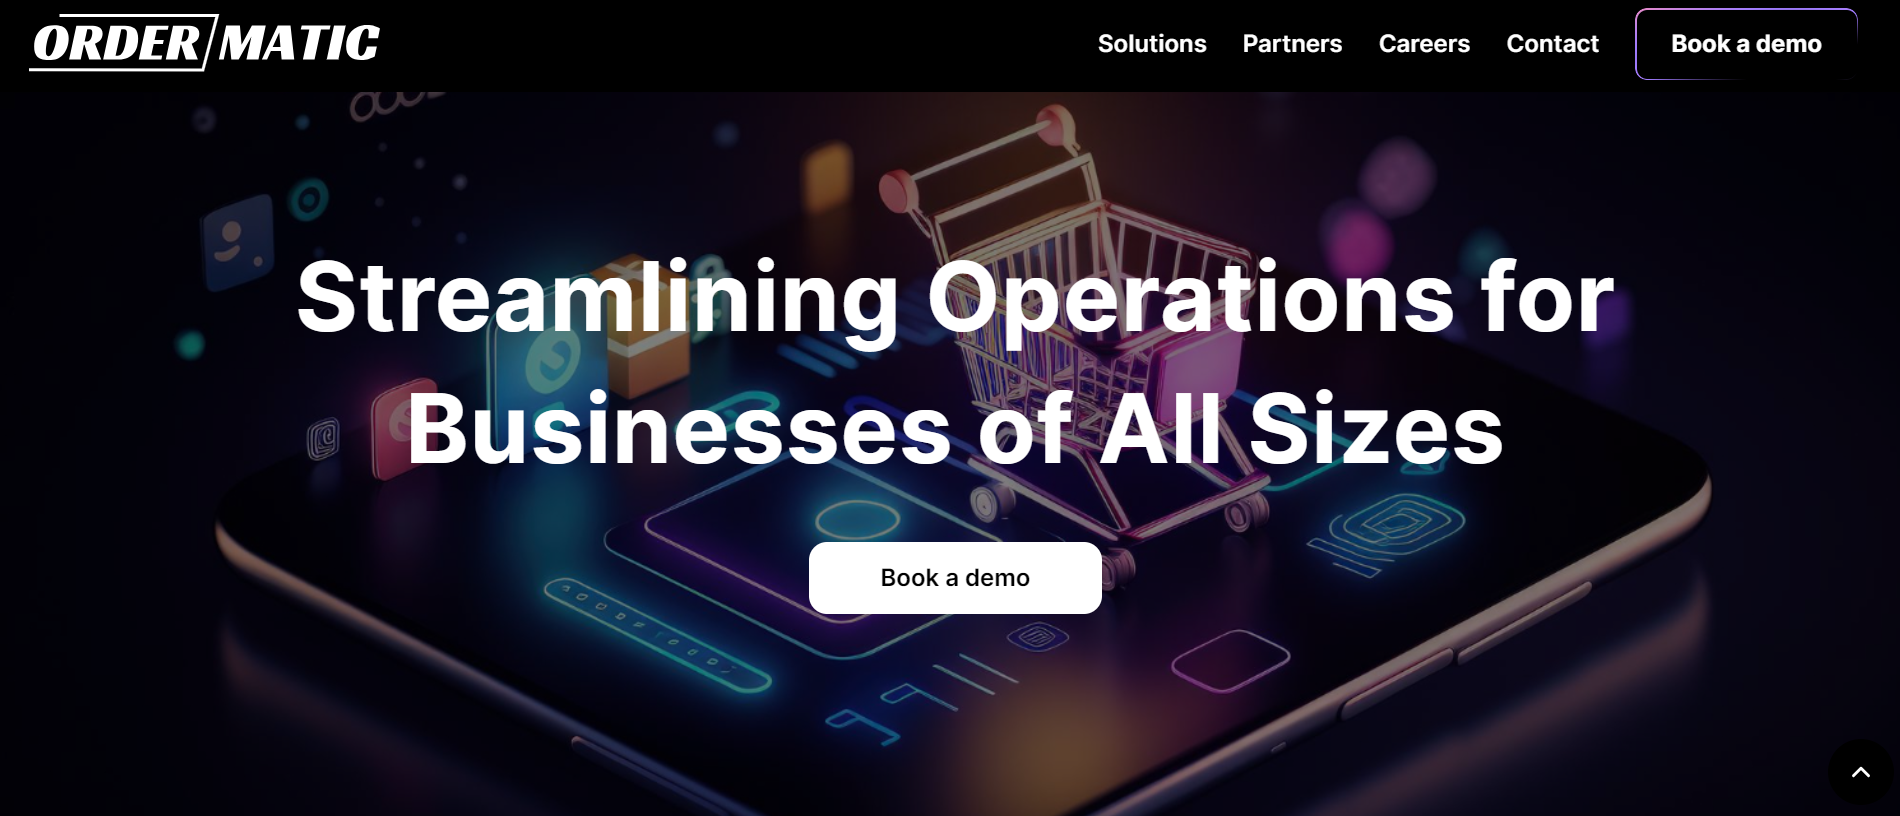 ORDER MATIC
Solutions Partners Careers Contact Book a demo
Streamlining Operations for
Businesses of All Sizes
Book a demo